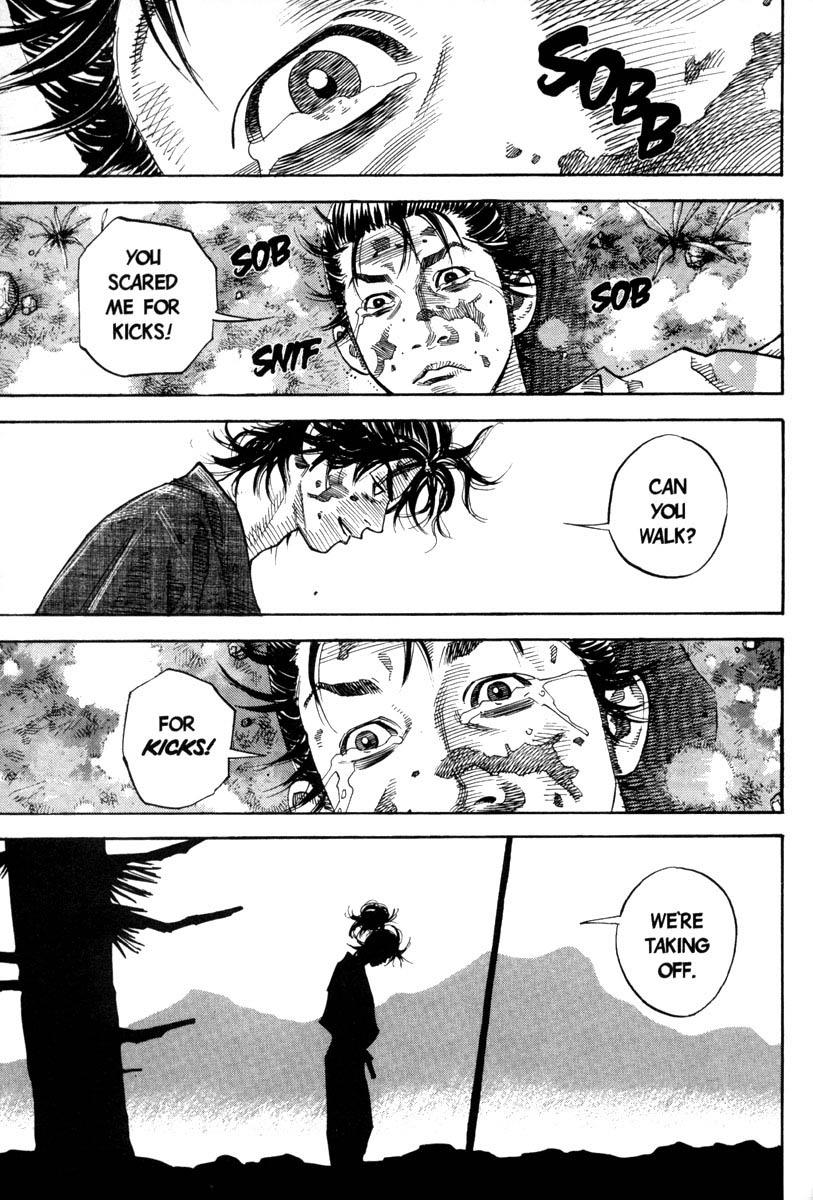 SOBB
YOU
SCARED
ME FOR
KICKS!
SOB
SNIF
SOB
CAN
YOU
WALK?
FOR
KICKS!
WE'RE
TAKING
OFF.